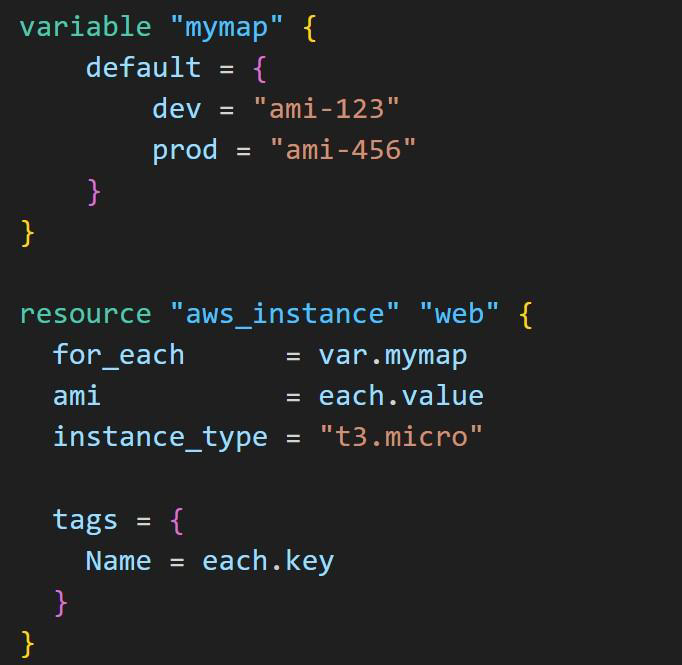 variable "mymap" {
    default = {
        dev = "ami-123"
        prod = "ami-456"
    }
}

resource "aws_instance" "web" {
  for_each      = var.mymap
  ami           = each.value
  instance_type = "t3.micro"

  tags = {
    Name = each.key
  }
}